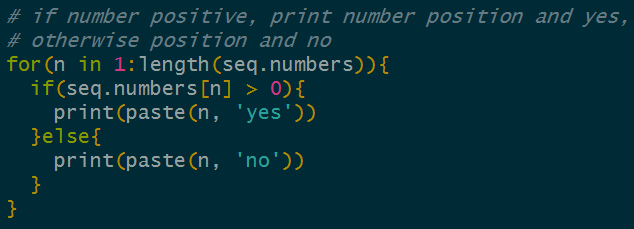 # if number positive, print number position and yes,
# otherwise position and no
for(n in 1:length(seq.numbers)){
  if(seq.numbers[n] > 0){
    print(paste(n, 'yes'))
  }else{
    print(paste(n, 'no'))
  }
}